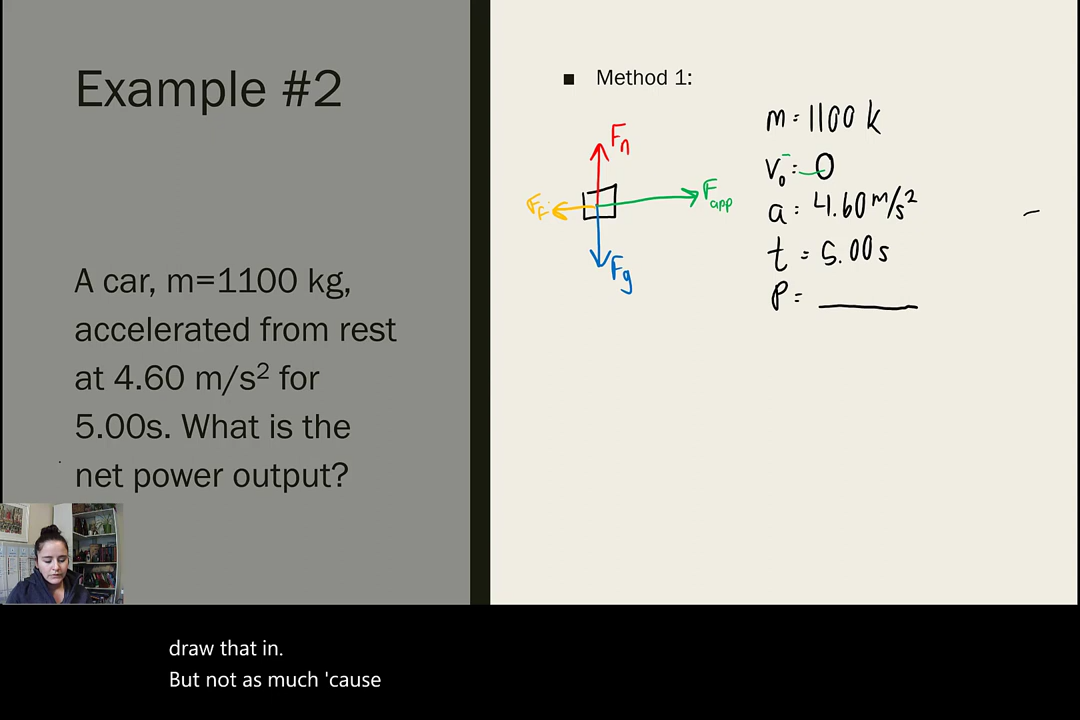 Example #2
A car, m=1100 kg,
accelerated from rest
at 4.60 m/s² for
5.00s. What is the
net power output?
■ Method 1:
Fn
Ff
Fapp
Fg
m = 1100 k
v₀ = 0
a = 4.60 m/s²
t = 5.00 s
P = ______
draw that in.
But not as much 'cause